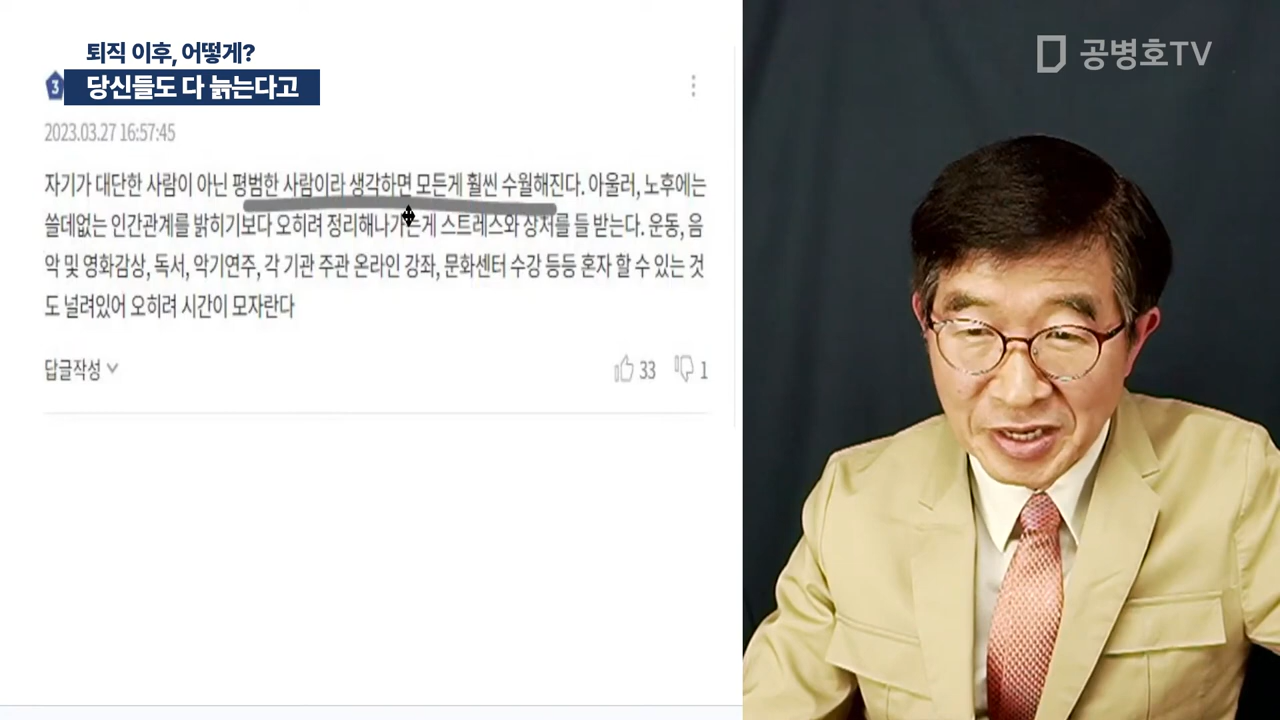 퇴직 이후, 어떻게?
당신들도 다 늙는다고
공병호TV
3
2023.03.27 16:57:45
자기가 대단한 사람이 아닌 평범한 사람이라 생각하면 모든게 훨씬 수월해진다. 아울러, 노후에는
쓸데없는 인간관계를 밝히기보다 오히려 정리해나가는게 스트레스와 상처를 들 받는다. 운동, 음
악 및 영화감상, 독서, 악기연주, 각 기관 주관 온라인 강좌, 문화센터 수강 등등 혼자 할 수 있는 것
도 널려있어 오히려 시간이 모자란다
답글작성
33
1